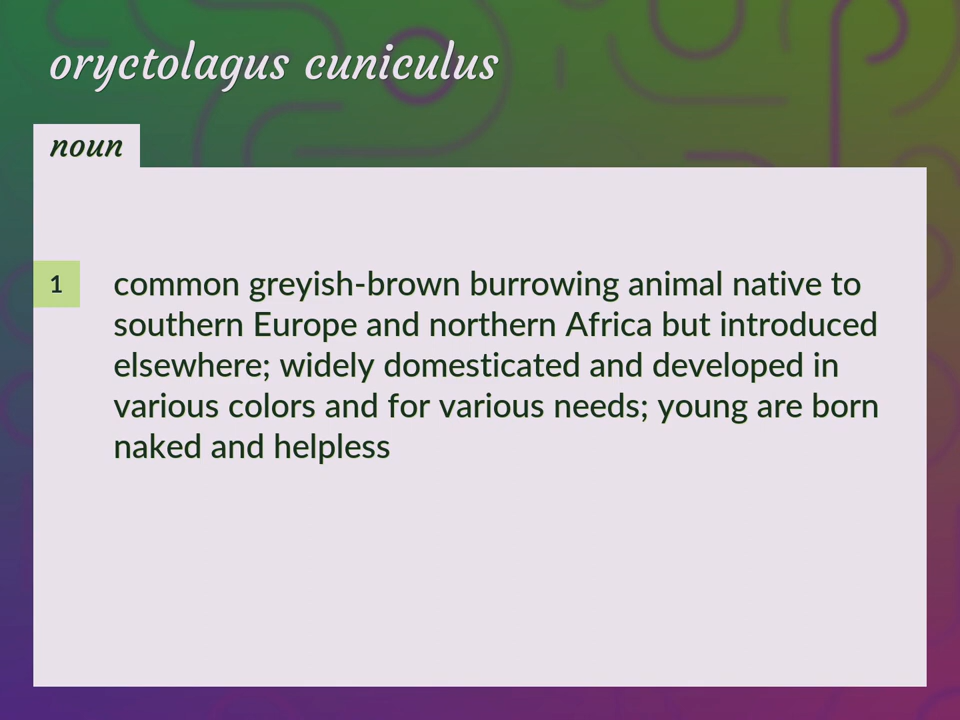 oryctolagus cuniculus
noun
1
common greyish-brown burrowing animal native to
southern Europe and northern Africa but introduced
elsewhere; widely domesticated and developed in
various colors and for various needs; young are born
naked and helpless